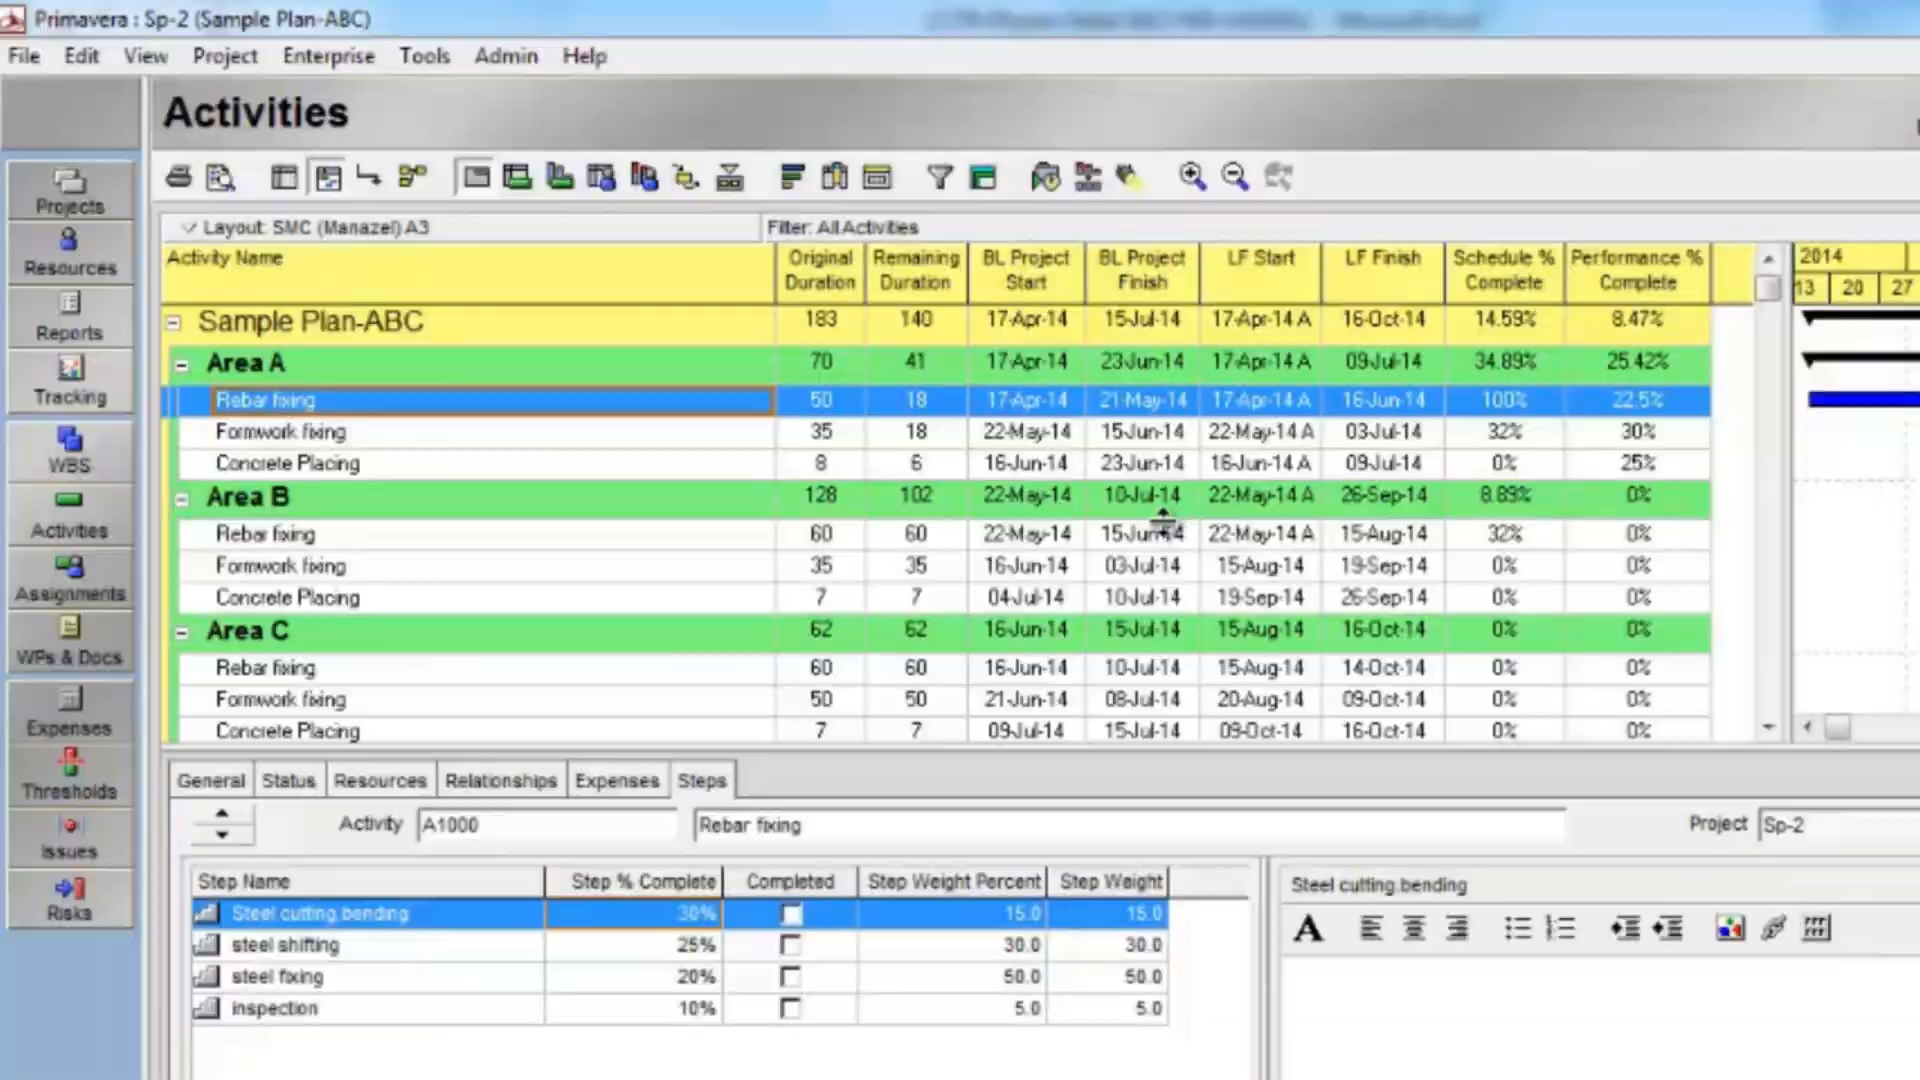 Primavera : Sp-2 (Sample Plan-ABC)
File Edit View Project Enterprise Tools Admin Help
Activities
Projects
Resources
Reports
Tracking
WBS
Activities
Assignments
WPs & Docs
Expenses
Thresholds
Issues
Risks
Layout: SMC (Manazel) A3 Filter: All Activities
Activity Name Original Duration Remaining Duration BL Project Start BL Project Finish LF Start LF Finish Schedule % Complete Performance % Complete 2014
13 20 27
Sample Plan-ABC 183 140 17-Apr-14 15-Jul-14 17-Apr-14 A 16-Oct-14 14.59% 8.47%
Area A 70 41 17-Apr-14 23-Jun-14 17-Apr-14 A 09-Jul-14 34.89% 25.42%
Rebar fixing 50 18 17-Apr-14 21-May-14 17-Apr-14 A 16-Jun-14 100% 22.5%
Formwork fixing 35 18 22-May-14 15-Jun-14 22-May-14 A 03-Jul-14 32% 30%
Concrete Placing 8 6 16-Jun-14 23-Jun-14 16-Jun-14 A 09-Jul-14 0% 25%
Area B 128 102 22-May-14 10-Jul-14 22-May-14 A 26-Sep-14 8.89% 0%
Rebar fixing 60 60 22-May-14 15-Jun-14 22-May-14 A 15-Aug-14 32% 0%
Formwork fixing 35 35 16-Jun-14 03-Jul-14 15-Aug-14 19-Sep-14 0% 0%
Concrete Placing 7 7 04-Jul-14 10-Jul-14 19-Sep-14 26-Sep-14 0% 0%
Area C 62 62 16-Jun-14 15-Jul-14 15-Aug-14 16-Oct-14 0% 0%
Rebar fixing 60 60 16-Jun-14 10-Jul-14 15-Aug-14 14-Oct-14 0% 0%
Formwork fixing 50 50 21-Jun-14 08-Jul-14 20-Aug-14 09-Oct-14 0% 0%
Concrete Placing 7 7 09-Jul-14 15-Jul-14 09-Oct-14 16-Oct-14 0% 0%
General Status Resources Relationships Expenses Steps
Activity A1000 Rebar fixing Project Sp-2
Step Name Step % Complete Completed Step Weight Percent Step Weight
Steel cutting bending 30% 15.0 15.0
steel shifting 25% 30.0 30.0
steel fixing 20% 50.0 50.0
inspection 10% 5.0 5.0
Steel cutting bending
A